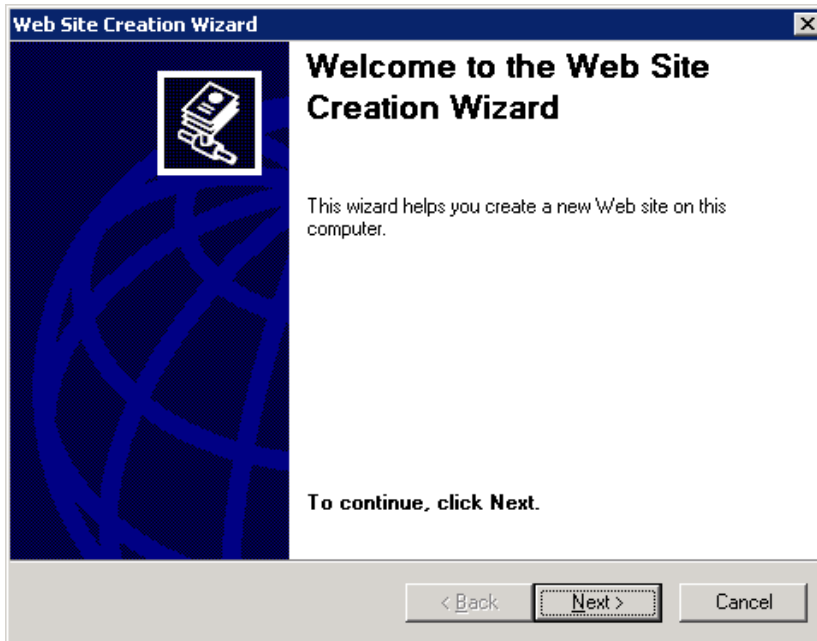 Web Site Creation Wizard
Welcome to the Web Site
Creation Wizard
This wizard helps you create a new Web site on this
computer.
To continue, click Next.
< Back
Next >
Cancel